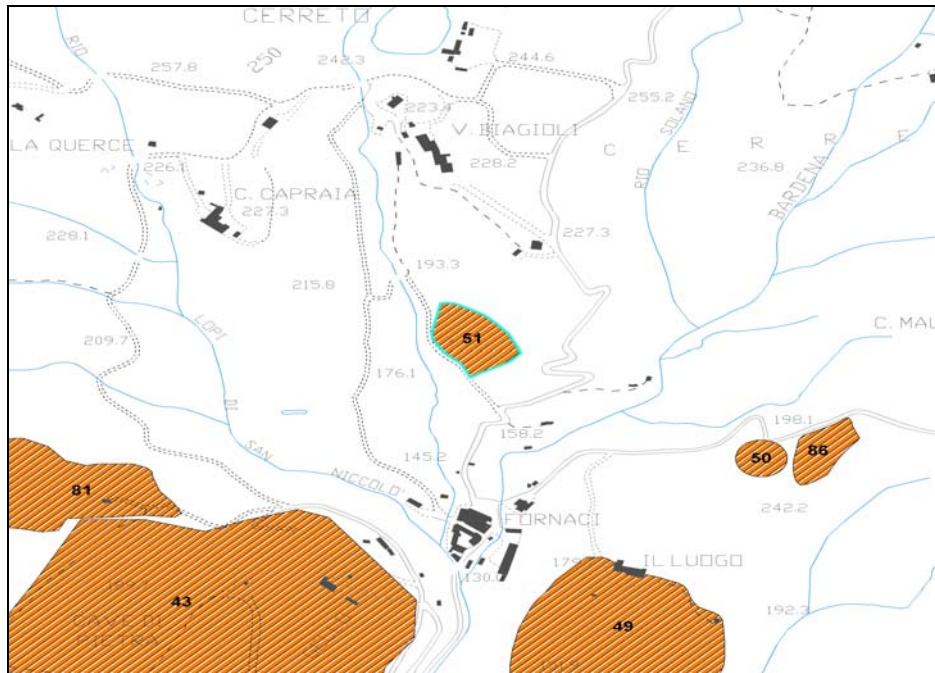 CERRETO
RIO
250
242.3
244.6
257.8
255.2
223.4
V. BIAGIOLI
SOLANO
C E R R E
LA QUERCE
226.1
228.2
RIO
236.8
BARDENA
C. CAPRAIA
227.3
228.1
227.3
193.3
215.8
LOPI
C. MAL
209.7
51
176.1
DI
198.1
158.2
SAN
145.2
50
86
NICCOLO'
81
242.2
FORNACI
IL LUOGO
130.0
43
192.3
49
PIETRA